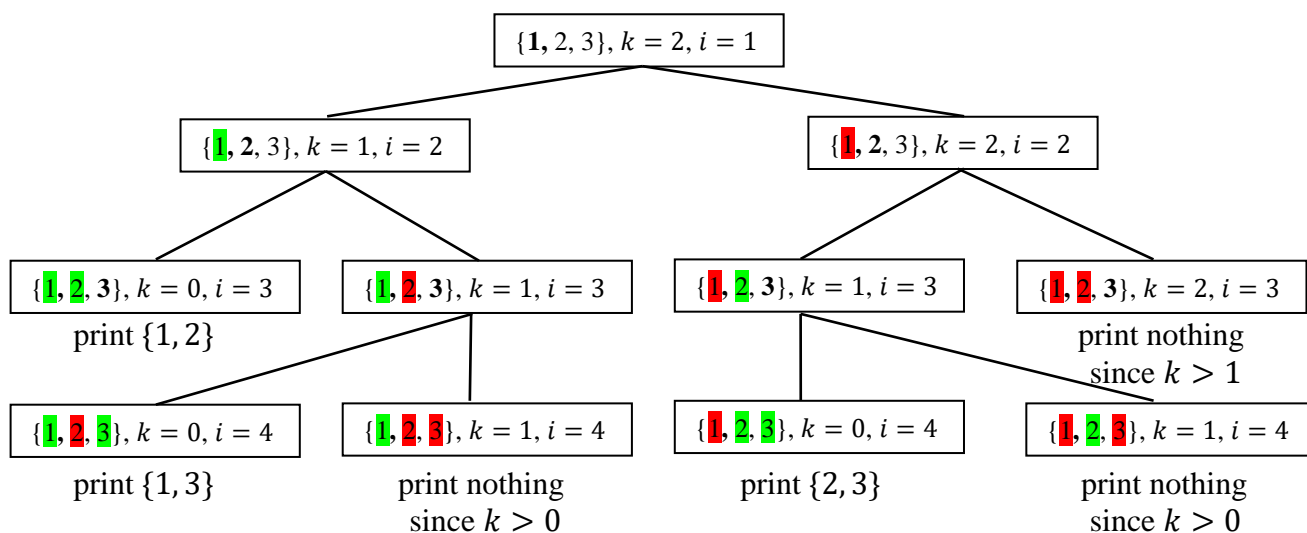 {1, 2, 3}, k = 2, i = 1
{1, 2, 3}, k = 1, i = 2
{1, 2, 3}, k = 2, i = 2
{1, 2, 3}, k = 0, i = 3
print {1, 2}
{1, 2, 3}, k = 1, i = 3
{1, 2, 3}, k = 1, i = 3
{1, 2, 3}, k = 2, i = 3
print nothing
since k > 1
{1, 2, 3}, k = 0, i = 4
print {1, 3}
{1, 2, 3}, k = 1, i = 4
print nothing
since k > 0
{1, 2, 3}, k = 0, i = 4
print {2, 3}
{1, 2, 3}, k = 1, i = 4
print nothing
since k > 0